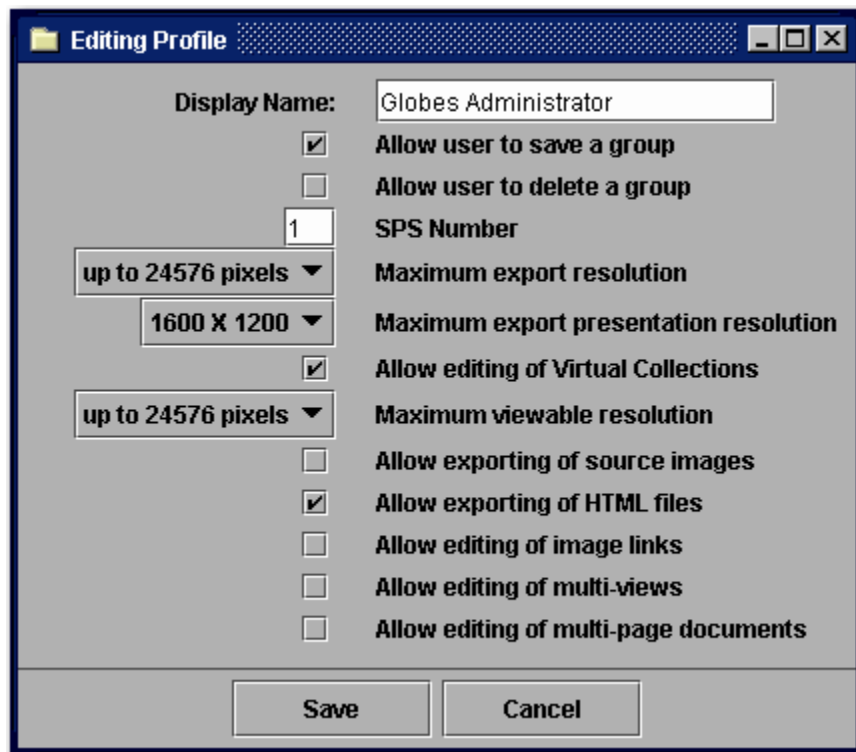 Editing Profile
Display Name: Globes Administrator
Allow user to save a group
Allow user to delete a group
1 SPS Number
up to 24576 pixels Maximum export resolution
1600 X 1200 Maximum export presentation resolution
Allow editing of Virtual Collections
up to 24576 pixels Maximum viewable resolution
Allow exporting of source images
Allow exporting of HTML files
Allow editing of image links
Allow editing of multi-views
Allow editing of multi-page documents
Save Cancel